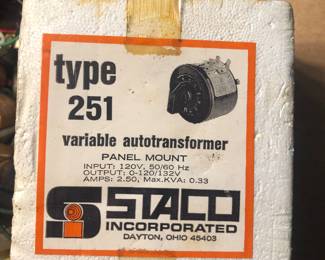 type
251
variable autotransformer
PANEL MOUNT
INPUT: 120V, 50/60 Hz
OUTPUT: 0-120/132V
AMPS: 2.50, Max.KVA: 0.33
STACO
INCORPORATED
DAYTON, OHIO 45403